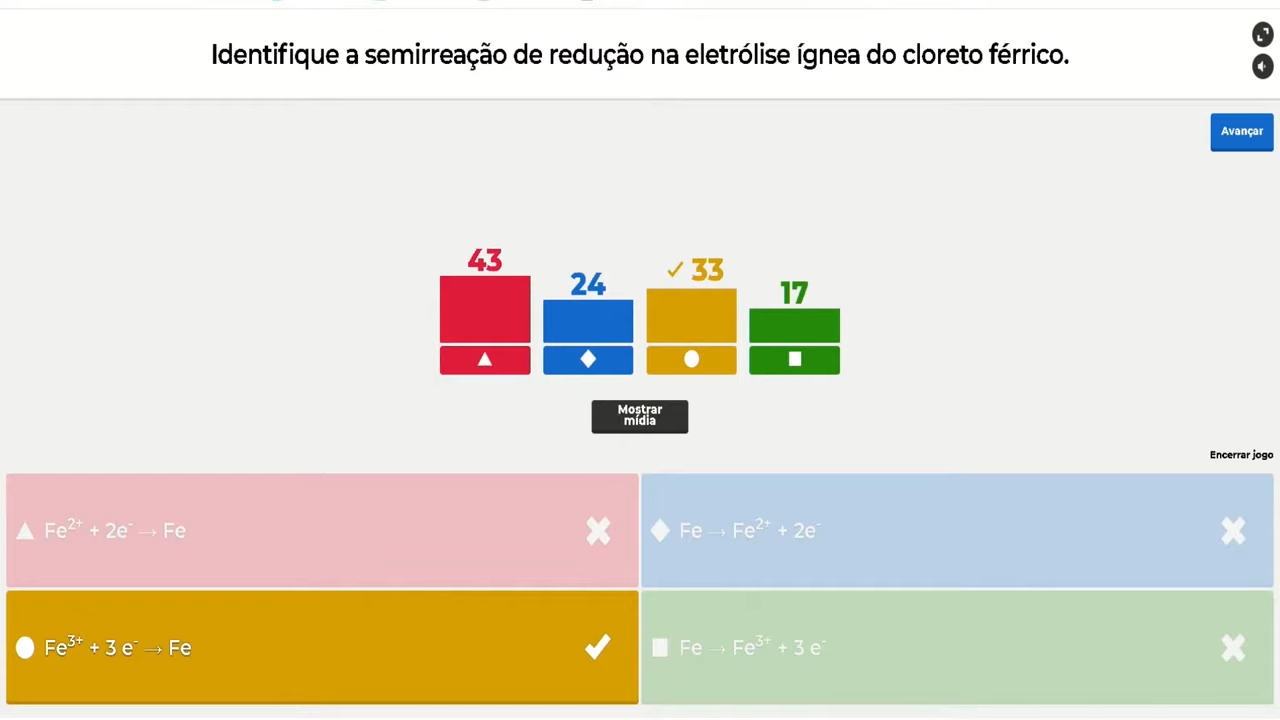 Identifique a semirreação de redução na eletrólise ígnea do cloreto férrico.
Avançar
43
24
✓ 33
17
Mostrar
mídia
Encerrar jogo
Fe²⁺ + 2e⁻ → Fe
Fe → Fe²⁺ + 2e⁻
Fe³⁺ + 3 e⁻ → Fe
Fe → Fe³⁺ + 3 e⁻